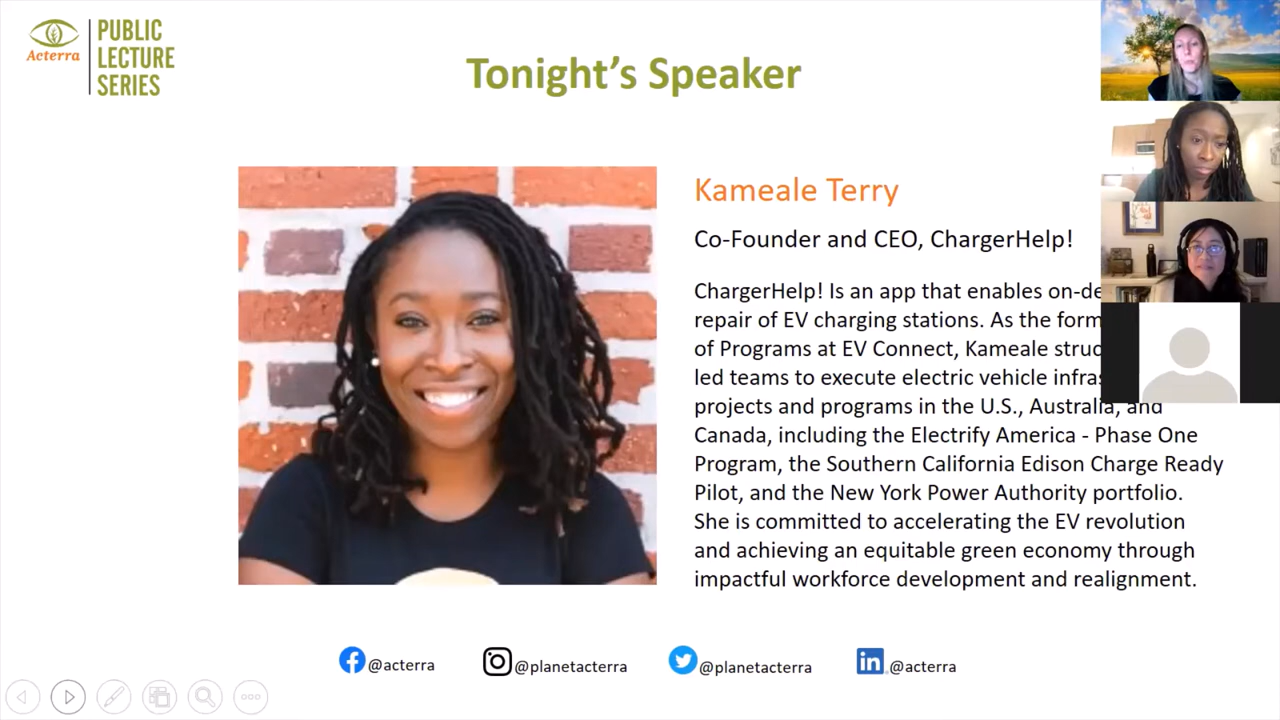 Acterra
PUBLIC
LECTURE
SERIES
Tonight's Speaker
Kameale Terry
Co-Founder and CEO, ChargerHelp!
ChargerHelp! Is an app that enables on-de
repair of EV charging stations. As the form
of Programs at EV Connect, Kameale struc
led teams to execute electric vehicle infras
projects and programs in the U.S., Australia, and
Canada, including the Electrify America - Phase One
Program, the Southern California Edison Charge Ready
Pilot, and the New York Power Authority portfolio.
She is committed to accelerating the EV revolution
and achieving an equitable green economy through
impactful workforce development and realignment.
@acterra
@planetacterra
@planetacterra
in @acterra